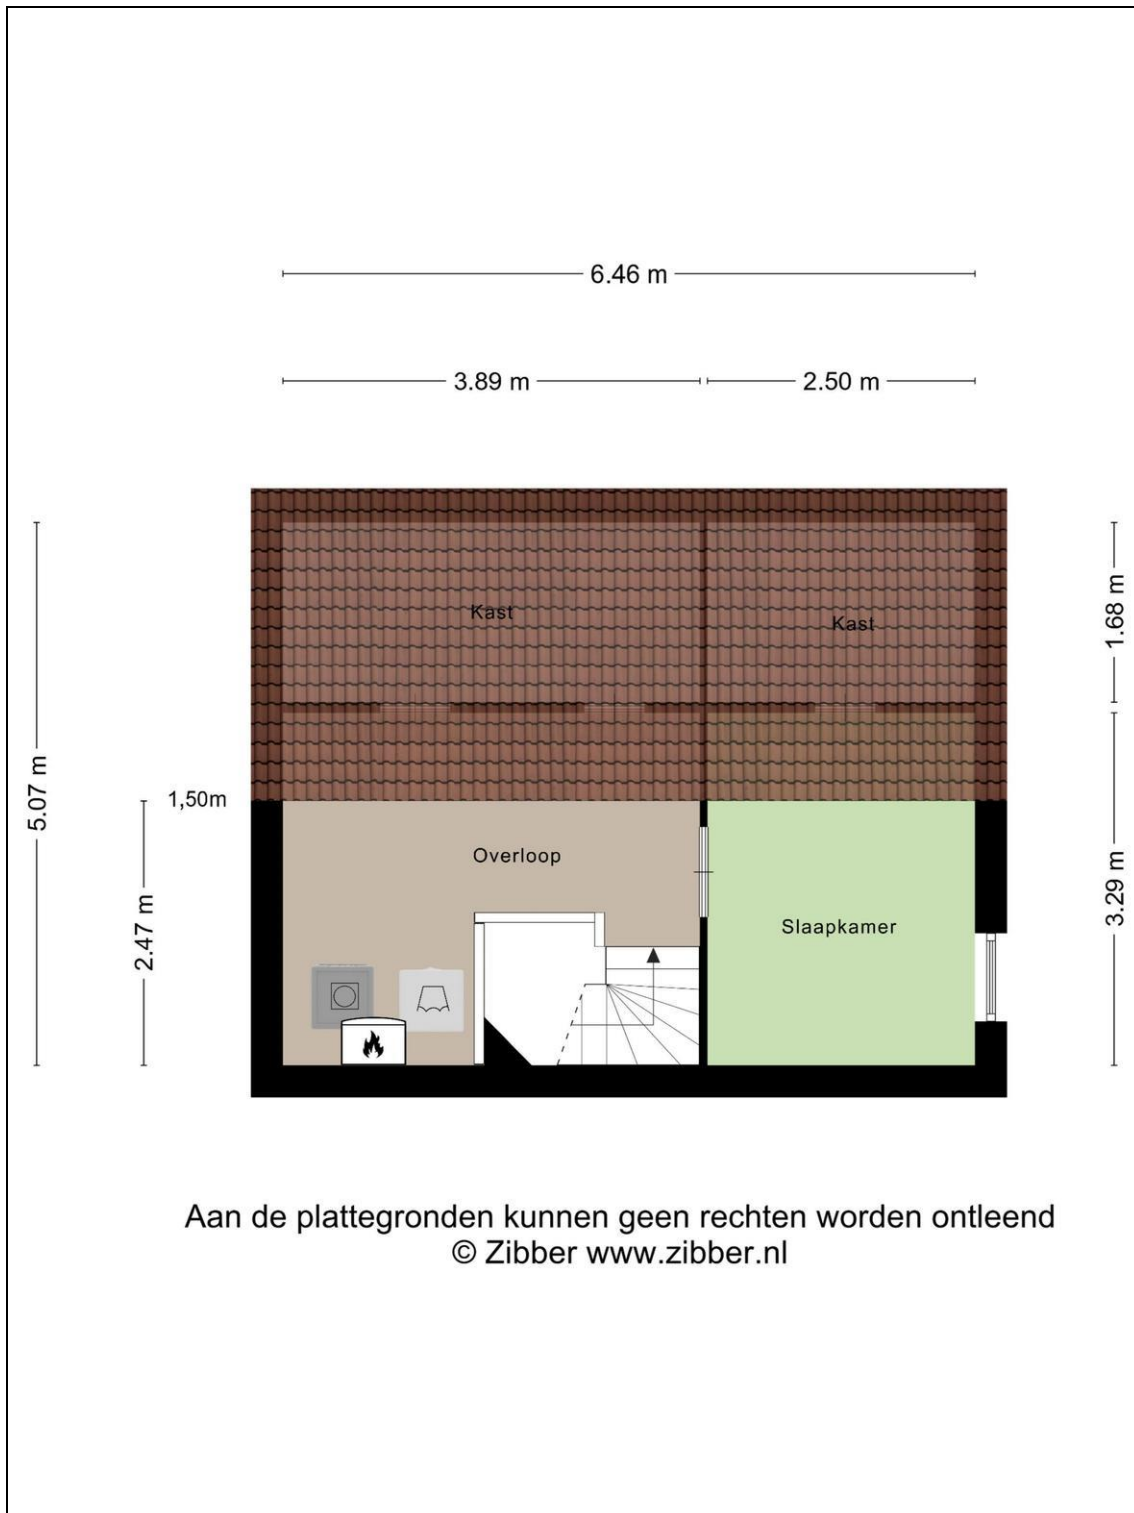 6.46 m
3.89 m
2.50 m
Kast
Kast
1.68 m
5.07 m
1,50m
2.47 m
Overloop
3.29 m
Slaapkamer
Aan de plattegronden kunnen geen rechten worden ontleend
© Zibber www.zibber.nl